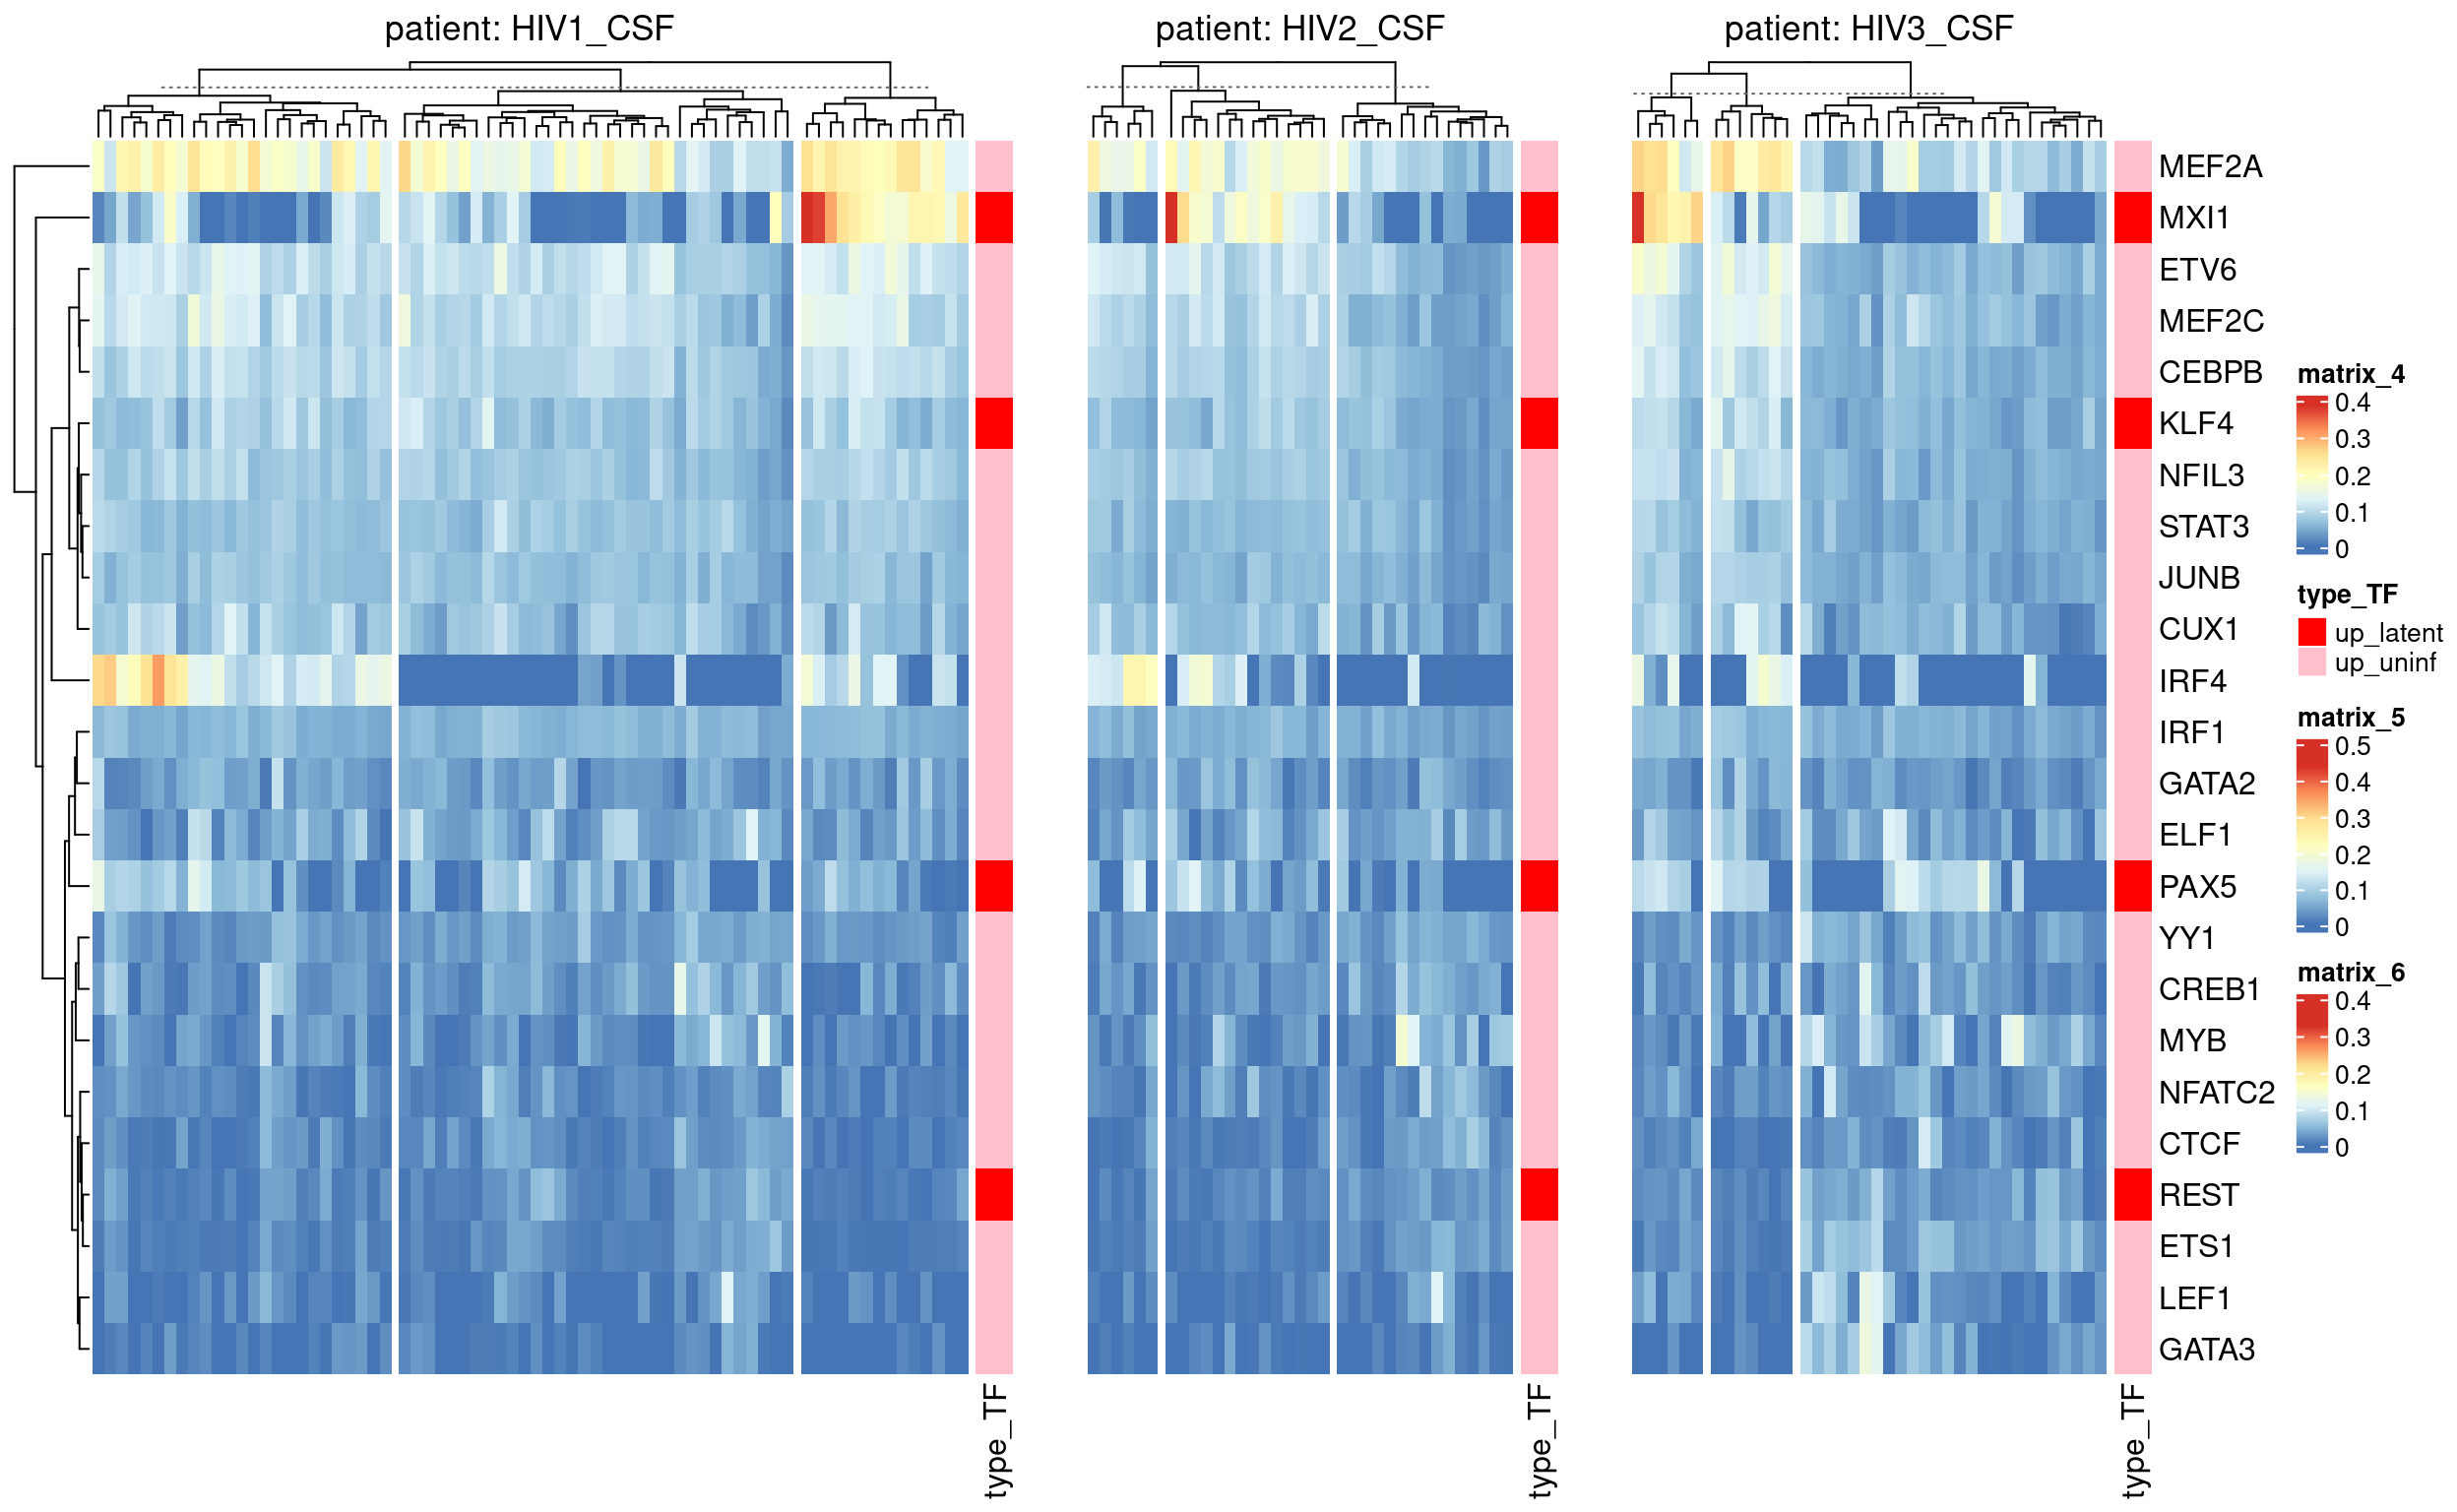 patient: HIV1_CSF
patient: HIV2_CSF
patient: HIV3_CSF
MEF2A
MXI1
ETV6
MEF2C
CEBPB
KLF4
NFIL3
STAT3
JUNB
CUX1
IRF4
IRF1
GATA2
ELF1
PAX5
YY1
CREB1
MYB
NFATC2
CTCF
REST
ETS1
LEF1
GATA3
matrix_4
0.4
0.3
0.2
0.1
0
type_TF
up_latent
up_uninf
matrix_5
0.5
0.4
0.3
0.2
0.1
0
matrix_6
0.4
0.3
0.2
0.1
0
type_TF
type_TF
type_TF